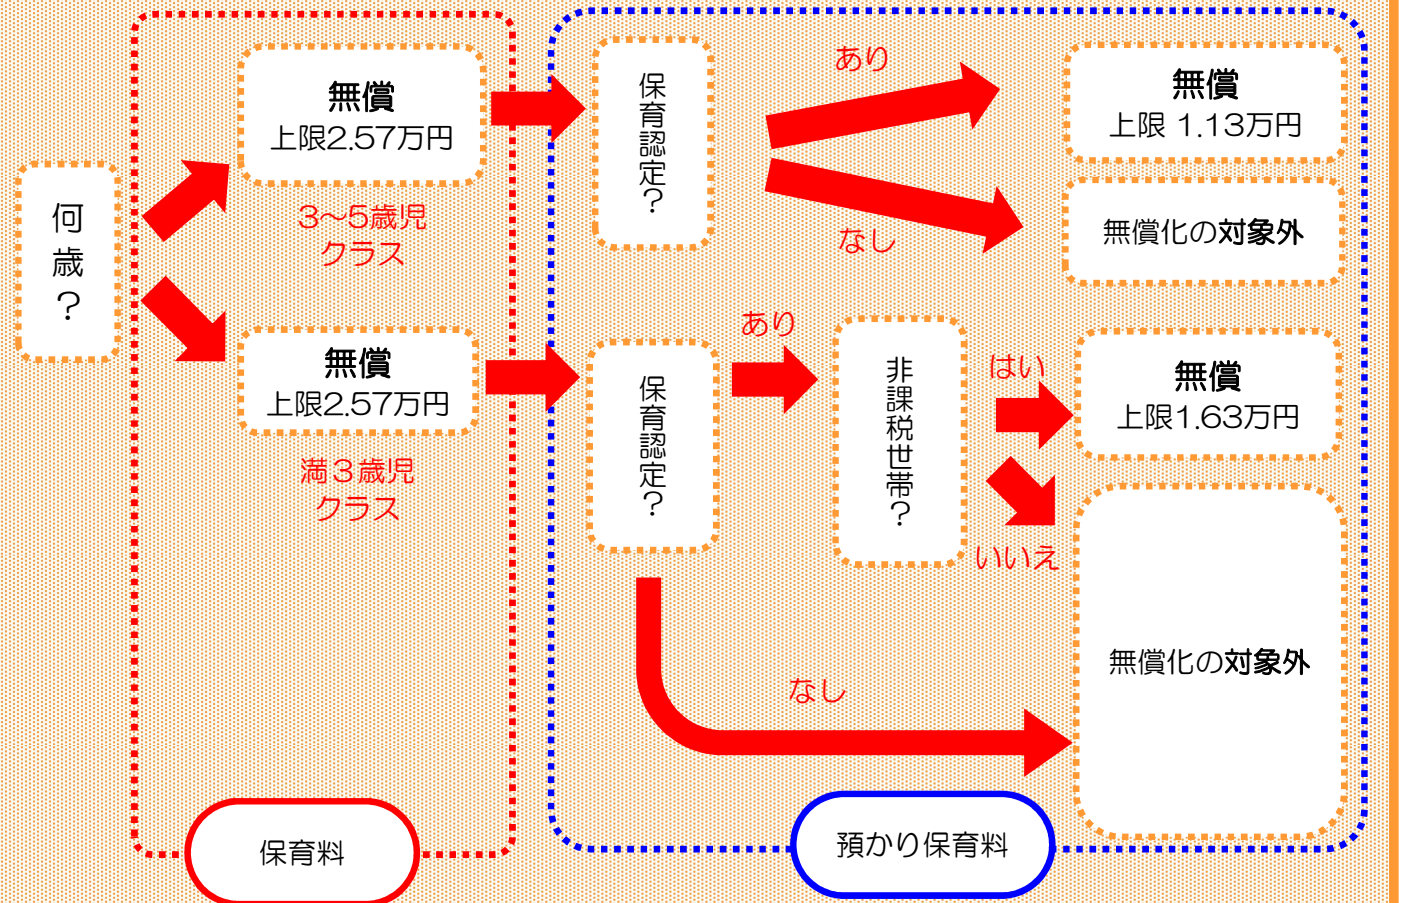 何歳？
無償
上限2.57万円
3～5歳児
クラス
保育認定？
あり
なし
無償
上限 1.13万円
無償化の対象外
無償
上限2.57万円
満３歳児
クラス
保育認定？
あり
なし
非課税世帯？
はい
いいえ
無償
上限1.63万円
無償化の対象外
保育料
預かり保育料